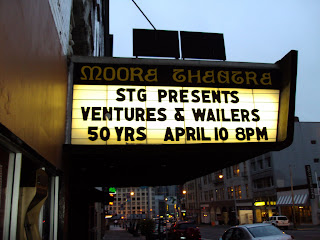 MOORE THEATRE
STG PRESENTS
VENTURES & WAILERS
50 YRS APRIL 10 8PM